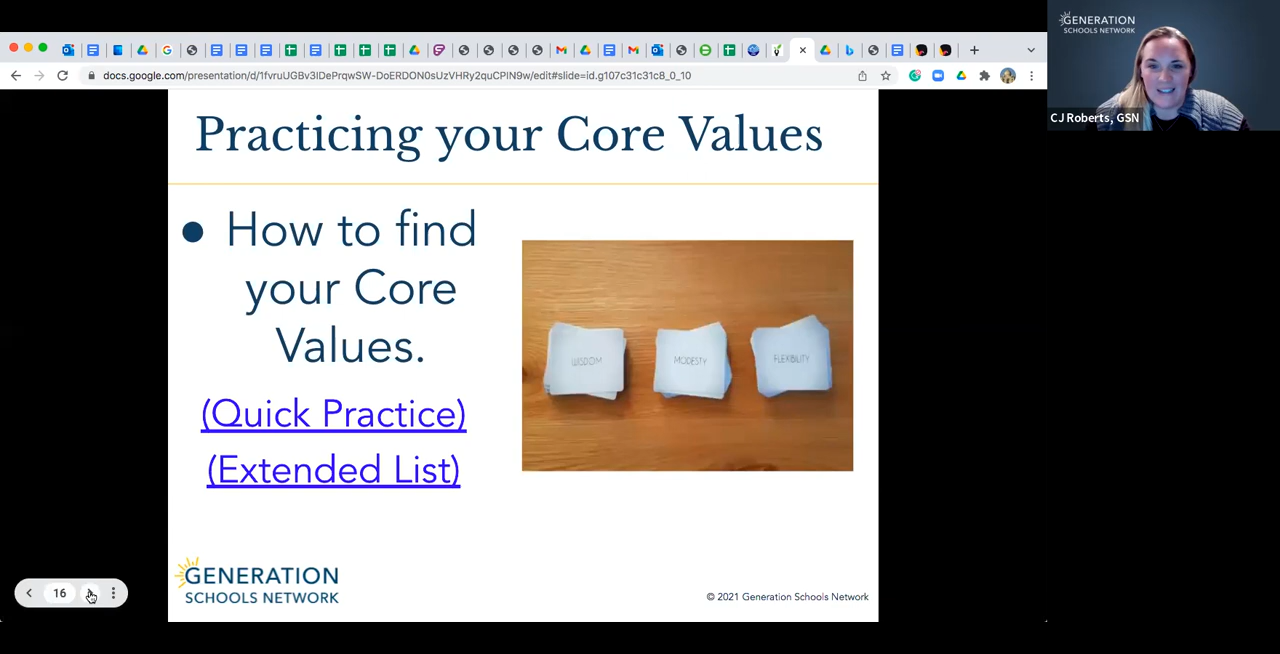 docs.google.com/presentation/d/1fvruUGBv3lDePrqwSW-DoERDON0sUzVHRy2quCPlN9w/edit#slide=id.g107c31c31c8_0_10
GENERATION
SCHOOLS NETWORK
CJ Roberts, GSN
Practicing your Core Values
● How to find
your Core
Values.
(Quick Practice)
(Extended List)
WISDOM
MODESTY
FLEXIBILITY
GENERATION
SCHOOLS NETWORK
© 2021 Generation Schools Network
16